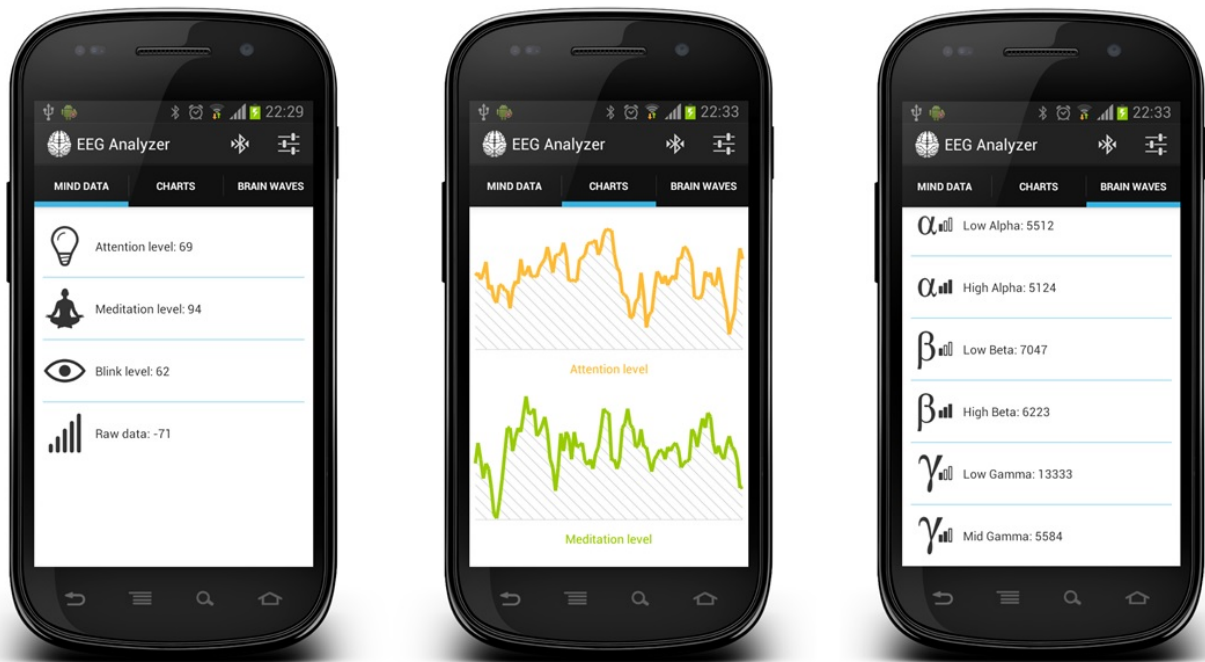 22:29
EEG Analyzer
MIND DATA CHARTS BRAIN WAVES
Attention level: 69
Meditation level: 94
Blink level: 62
Raw data: -71
22:33
EEG Analyzer
MIND DATA CHARTS BRAIN WAVES
Attention level
Meditation level
22:33
EEG Analyzer
MIND DATA CHARTS BRAIN WAVES
α Low Alpha: 5512
α High Alpha: 5124
β Low Beta: 7047
β High Beta: 6223
γ Low Gamma: 13333
γ Mid Gamma: 5584